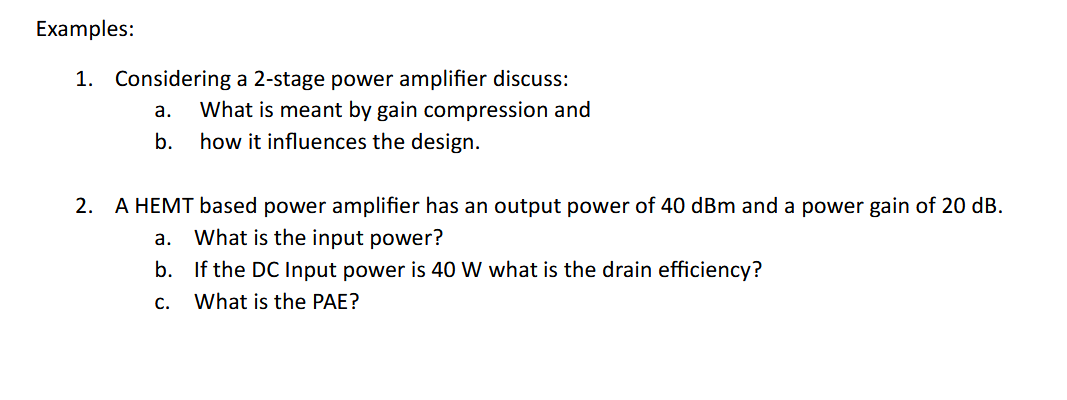 Examples:
1. Considering a 2-stage power amplifier discuss:
a. What is meant by gain compression and
b. how it influences the design.
2. A HEMT based power amplifier has an output power of 40 dBm and a power gain of 20 dB.
a. What is the input power?
b. If the DC Input power is 40 W what is the drain efficiency?
c. What is the PAE?